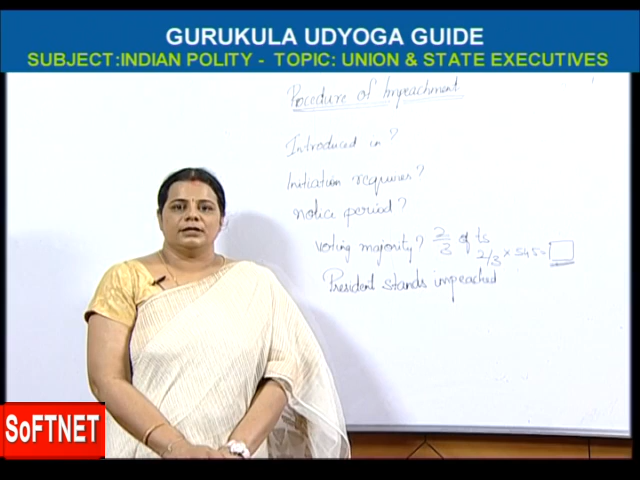 GURUKULA UDYOGA GUIDE
SUBJECT:INDIAN POLITY - TOPIC: UNION & STATE EXECUTIVES
Procedure of Impeachment
Introduced in?
Initiation requires?
Notice period?
Voting majority? 2/3 of ts
2/3 × 545=
President stands impeached
SoFTNET